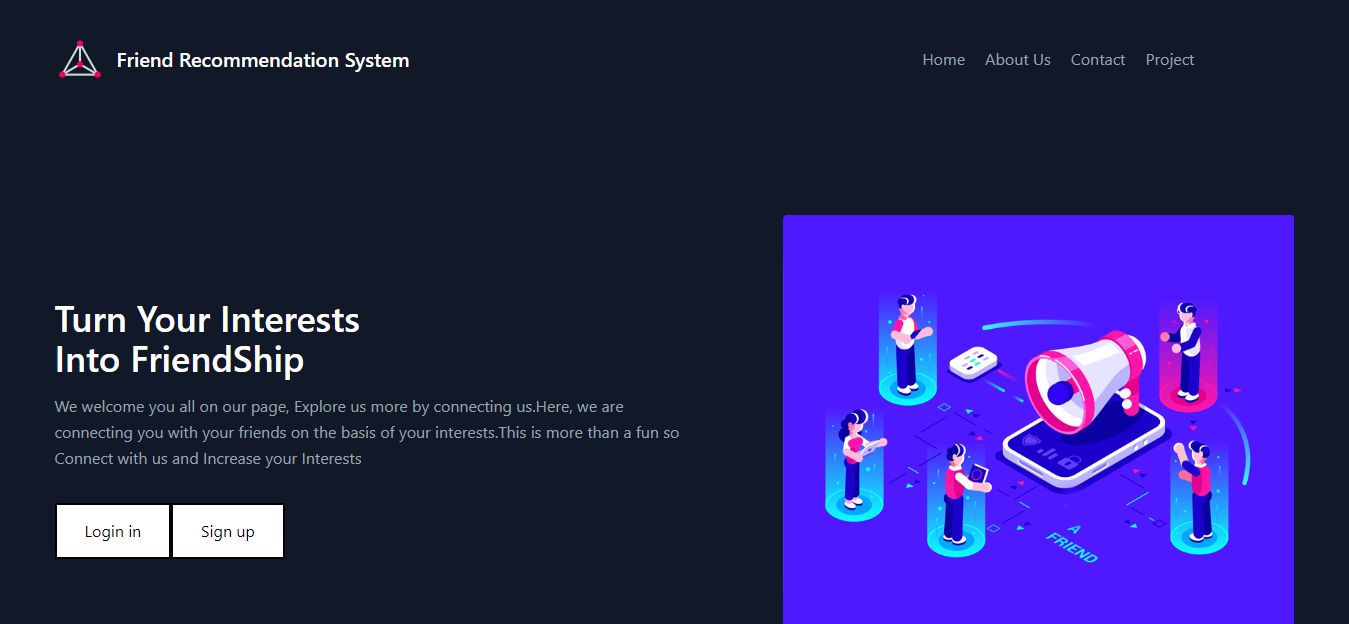 Friend Recommendation System
Home
About Us
Contact
Project
Turn Your Interests
Into FriendShip
We welcome you all on our page, Explore us more by connecting us.Here, we are
connecting you with your friends on the basis of your interests.This is more than a fun so
Connect with us and Increase your Interests
Login in
Sign up
A
FRIEND